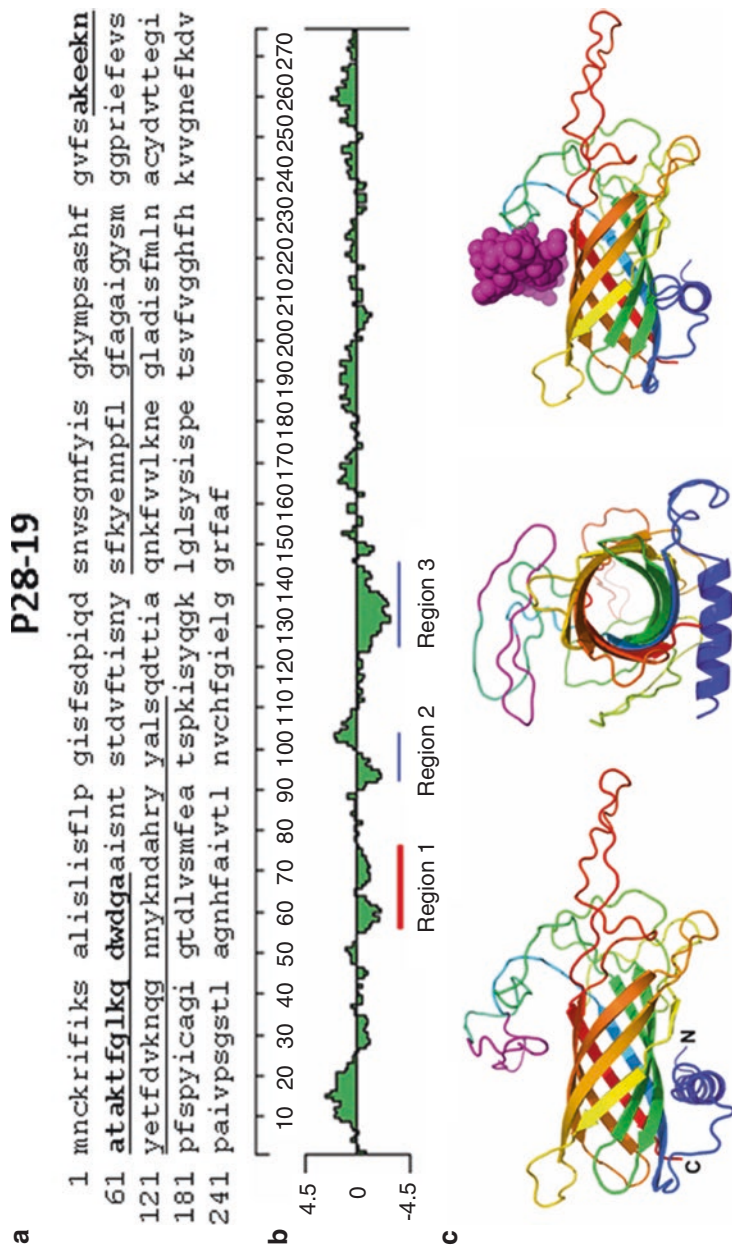 P28-19
a
1 mnckrifiks alislisflp gisfsdpiqd snvsgnfyis gkympsashf gvfsakeekn
61 ataktfglkq dwdgaaisnt stdvftisny sfkyennpfl gfagaigysm ggpriefevs
121 yetfdvknqg nnykndahry yalsqdttia qnkfvvlkne gladisfmln acydvttegi
181 pfspyicagi gtdlvsmfea tspkisyqgk lglsysispe tsvfvgghfh kvvgnefkdv
241 paivpsgstl agnhfaivtl nvchfgielg grfaf
b
10 20 30 40 50 60 70 80 90 100 110 120 130 140 150 160 170 180 190 200 210 220 230 240 250 260 270
4.5
0
-4.5
Region 1 Region 2 Region 3
c
N
C